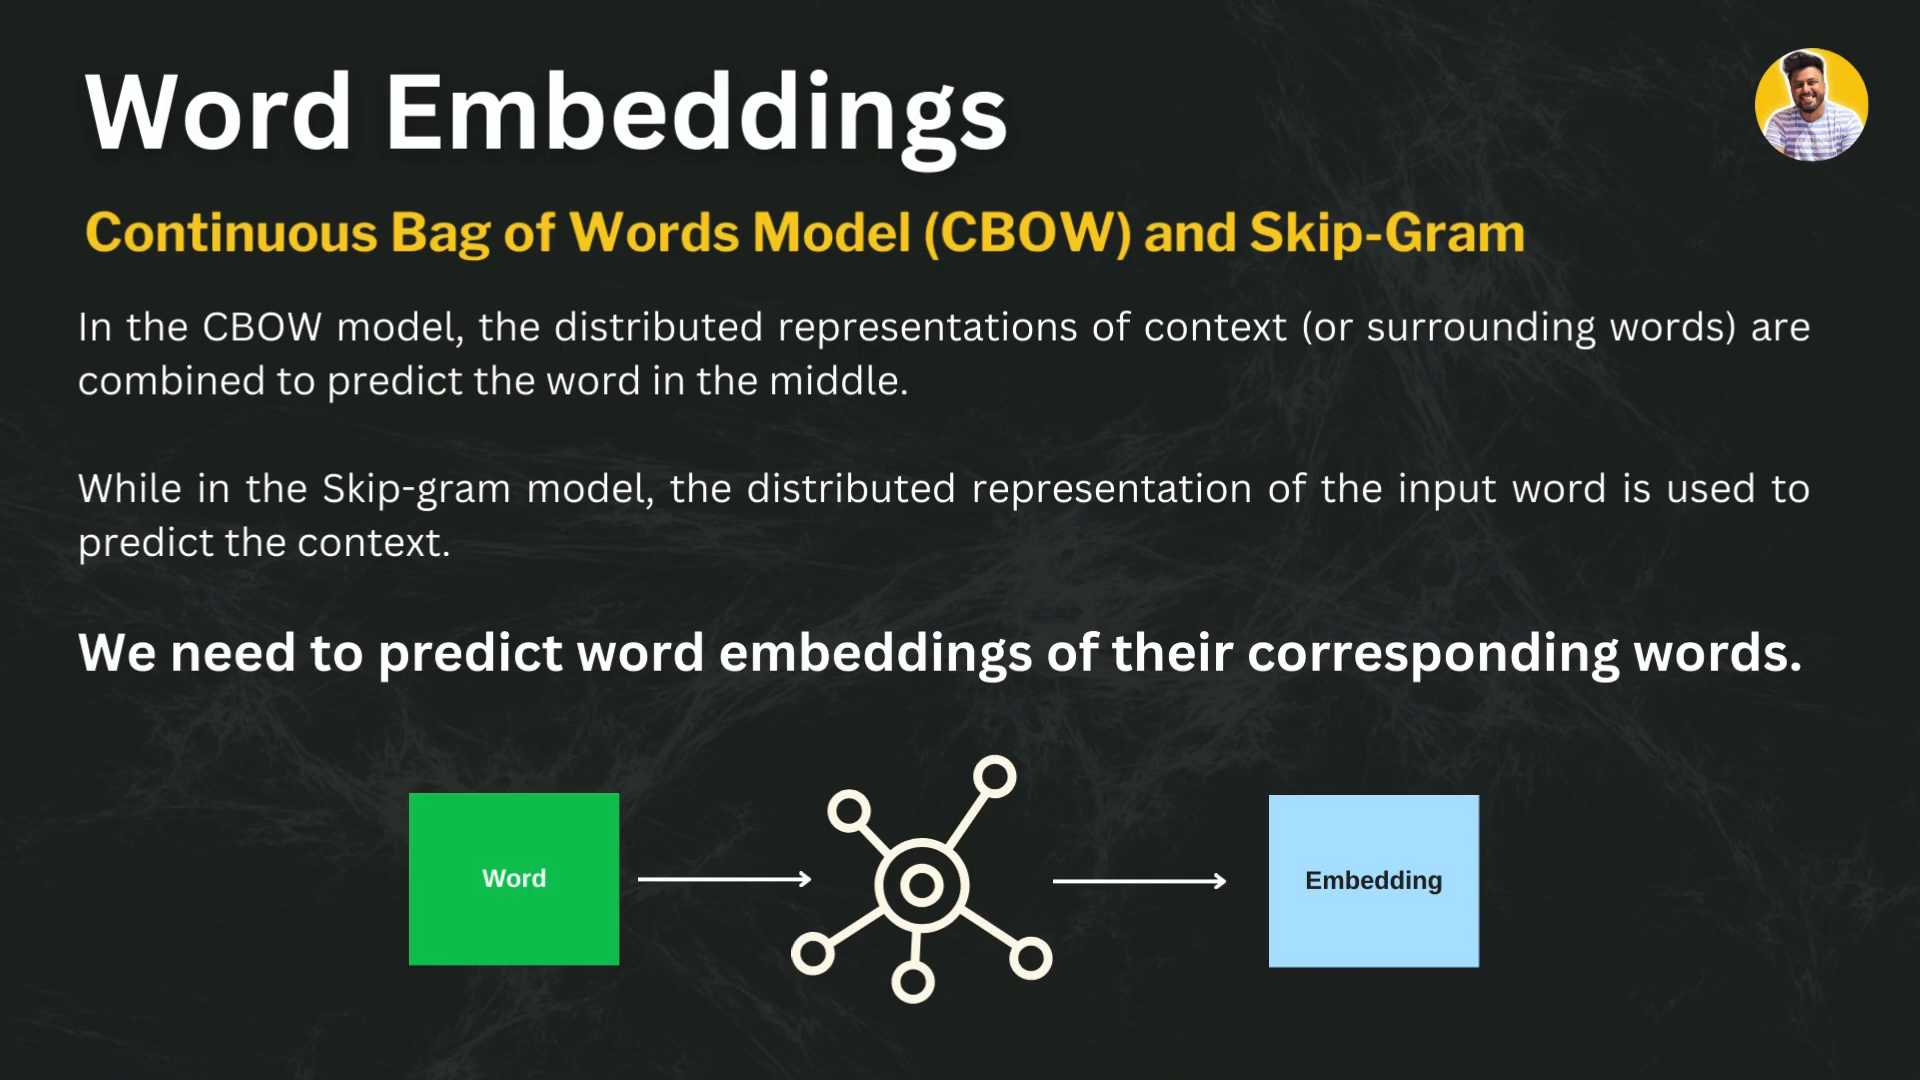 Word Embeddings
Continuous Bag of Words Model (CBOW) and Skip-Gram
In the CBOW model, the distributed representations of context (or surrounding words) are
combined to predict the word in the middle.
While in the Skip-gram model, the distributed representation of the input word is used to
predict the context.
We need to predict word embeddings of their corresponding words.
Word
Embedding